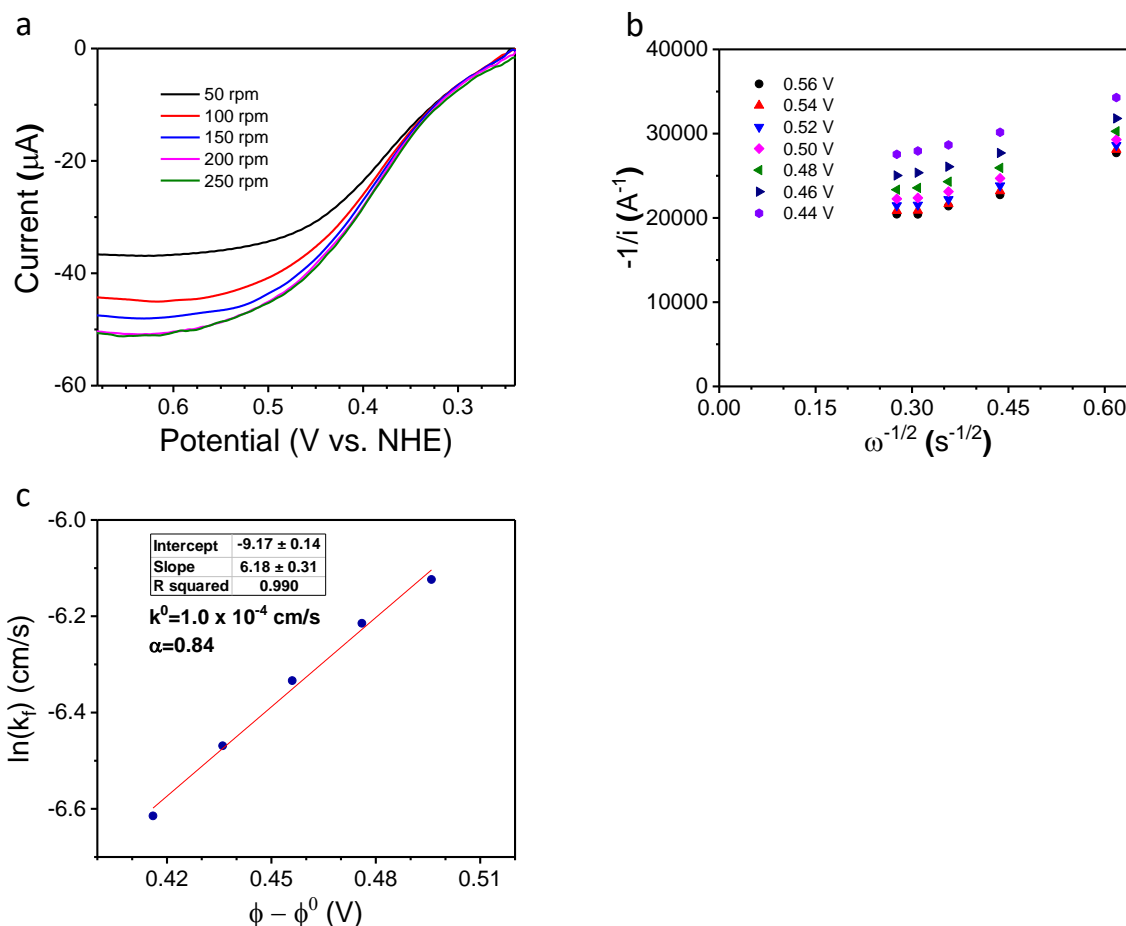 a
0
-20
-40
-60
0.6
0.5
0.4
0.3
Current (μA)
Potential (V vs. NHE)
50 rpm
100 rpm
150 rpm
200 rpm
250 rpm
b
40000
30000
20000
10000
0
0.00
0.15
0.30
0.45
0.60
-1/i (A⁻¹)
ω⁻¹/² (s⁻¹/²)
0.56 V
0.54 V
0.52 V
0.50 V
0.48 V
0.46 V
0.44 V
c
-6.0
-6.2
-6.4
-6.6
0.42
0.45
0.48
0.51
ln(kf) (cm/s)
ϕ – ϕ⁰ (V)
Intercept -9.17 ± 0.14
Slope 6.18 ± 0.31
R squared 0.990
k⁰=1.0 x 10⁻⁴ cm/s
α=0.84